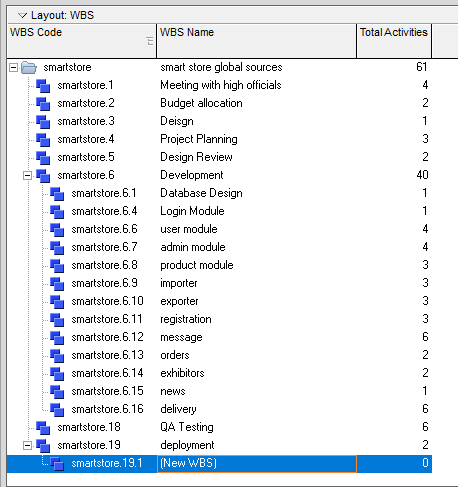 Layout: WBS
WBS Code WBS Name Total Activities
smartstore smart store global sources 61
smartstore.1 Meeting with high officials 4
smartstore.2 Budget allocation 2
smartstore.3 Deisgn 1
smartstore.4 Project Planning 3
smartstore.5 Design Review 2
smartstore.6 Development 40
smartstore.6.1 Database Design 1
smartstore.6.4 Login Module 1
smartstore.6.6 user module 4
smartstore.6.7 admin module 4
smartstore.6.8 product module 3
smartstore.6.9 importer 3
smartstore.6.10 exporter 3
smartstore.6.11 registration 3
smartstore.6.12 message 6
smartstore.6.13 orders 2
smartstore.6.14 exhibitors 2
smartstore.6.15 news 1
smartstore.6.16 delivery 6
smartstore.18 QA Testing 6
smartstore.19 deployment 2
smartstore.19.1 (New WBS) 0